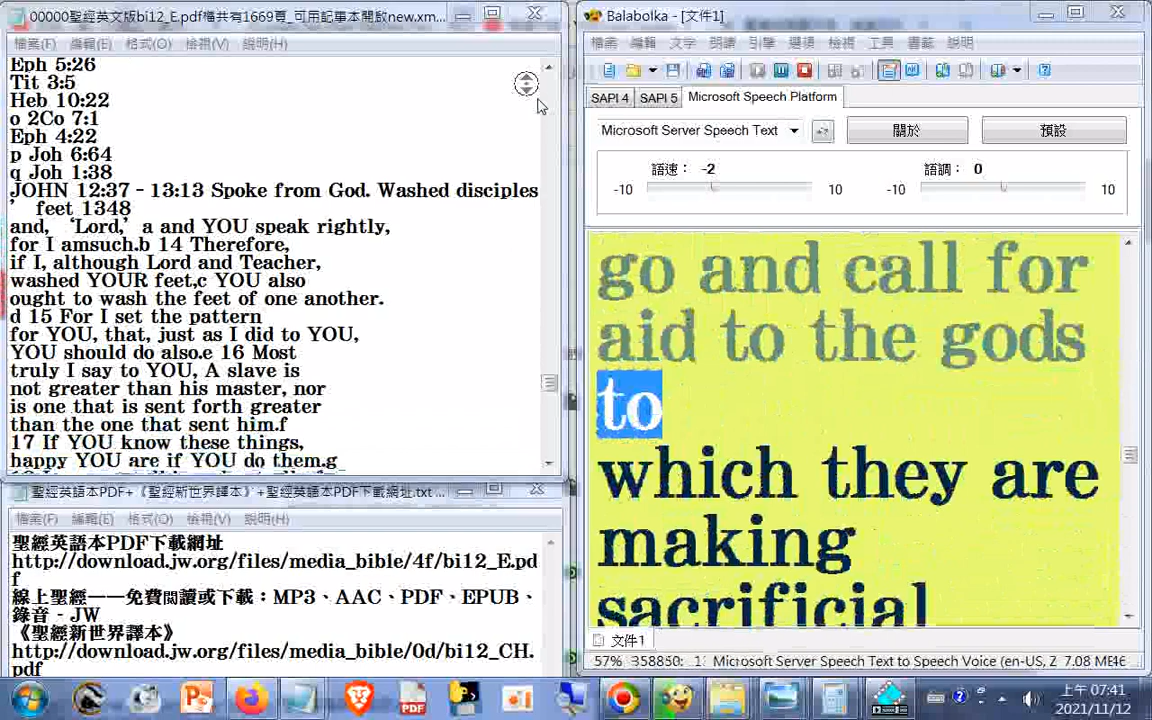 00000聖經英文版bi12_E.pdf檔共有1669頁_可用記事本開啟new.xm...
檔案(F) 編輯(E) 格式(O) 檢視(V) 說明(H)
Eph 5:26
Tit 3:5
Heb 10:22
o 2Co 7:1
Eph 4:22
p Joh 6:64
q Joh 1:38
JOHN 12:37 - 13:13 Spoke from God. Washed disciples
’ feet 1348
and, ‘Lord,’ a and YOU speak rightly,
for I amsuch.b 14 Therefore,
if I, although Lord and Teacher,
washed YOUR feet,c YOU also
ought to wash the feet of one another.
d 15 For I set the pattern
for YOU, that, just as I did to YOU,
YOU should do also.e 16 Most
truly I say to YOU, A slave is
not greater than his master, nor
is one that is sent forth greater
than the one that sent him.f
17 If YOU know these things,
happy YOU are if YOU do them.g
聖經英語本PDF+《聖經新世界譯本》+聖經英語本PDF下載網址.txt ...
檔案(F) 編輯(E) 格式(O) 檢視(V) 說明(H)
聖經英語本PDF下載網址
http://download.jw.org/files/media_bible/4f/bi12_E.pd
f
線上聖經——免費閱讀或下載：MP3、AAC、PDF、EPUB、
錄音 - JW
《聖經新世界譯本》
http://download.jw.org/files/media_bible/0d/bi12_CH.
pdf
Balabolka - [文件1]
檔案 編輯 文字 朗讀 引擎 選項 檢視 工具 書籤 說明
SAPI 4 SAPI 5 Microsoft Speech Platform
Microsoft Server Speech Text 關於 預設
語速： -2 語調： 0
-10 10 -10 10
go and call for
aid to the gods
to
which they are
making
sacrificial
文件1
57% 358850: Microsoft Server Speech Text to Speech Voice (en-US, Z 7.08 ME46
PDF
上午 07:41
2021/11/12